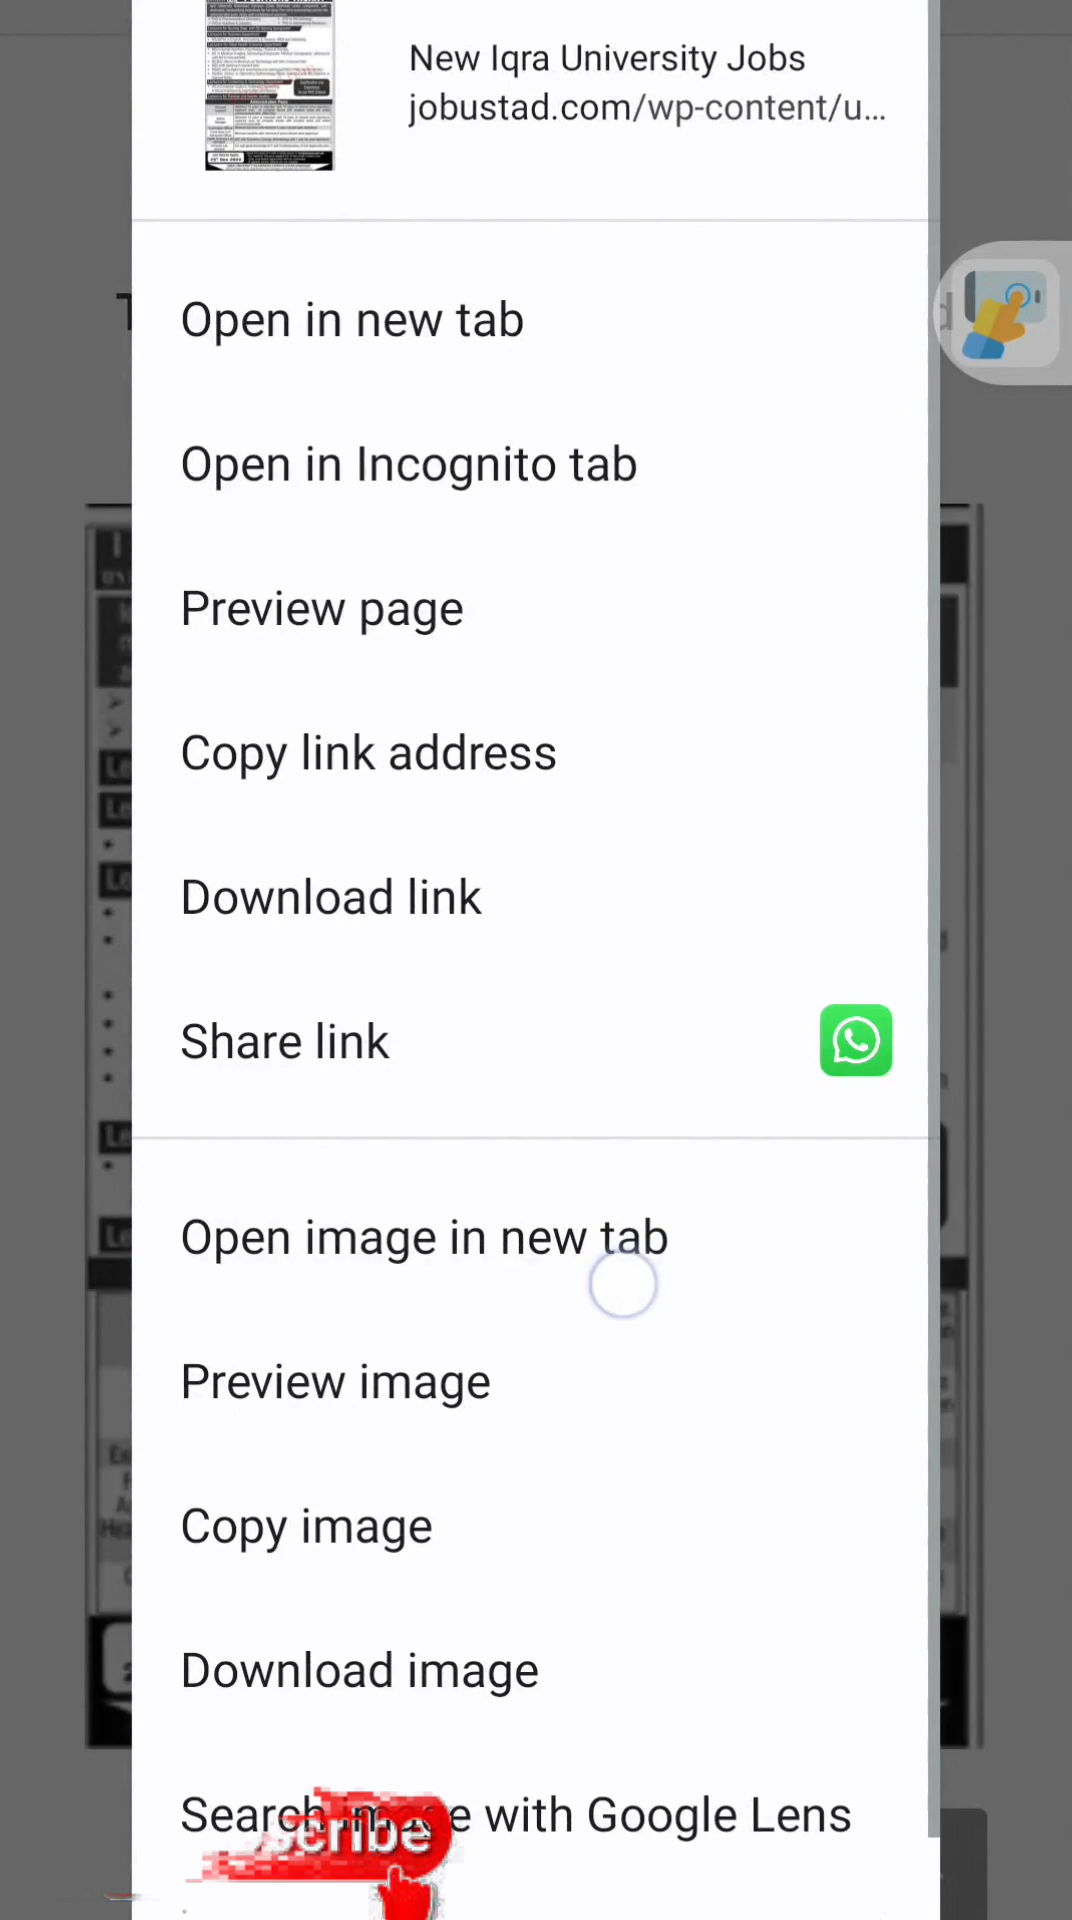 New Iqra University Jobs
jobustad.com/wp-content/u...
Open in new tab
Open in Incognito tab
Preview page
Copy link address
Download link
Share link
Open image in new tab
Preview image
Copy image
Download image
Search image with Google Lens
scribe